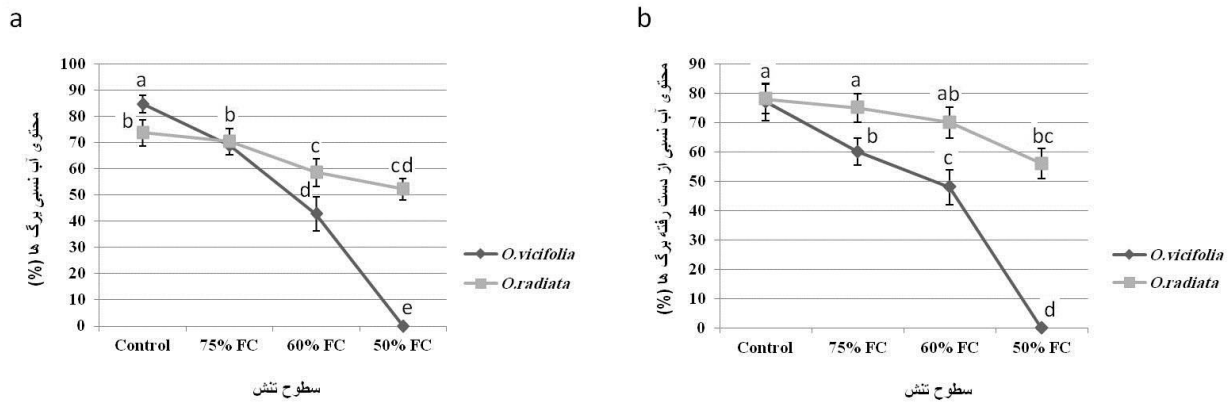 a
محتوی آب نسبی برگ ها (%)
100
90
80
70
60
50
40
30
20
10
0
a
b
b
c
d
cd
e
Control
75% FC
60% FC
50% FC
سطوح تنش
O.vicifolia
O.radiata
b
محتوی آب نسبی از دست رفته برگ ها (%)
90
80
70
60
50
40
30
20
10
0
a
a
ab
b
c
bc
d
Control
75% FC
60% FC
50% FC
سطوح تنش
O.vicifolia
O.radiata